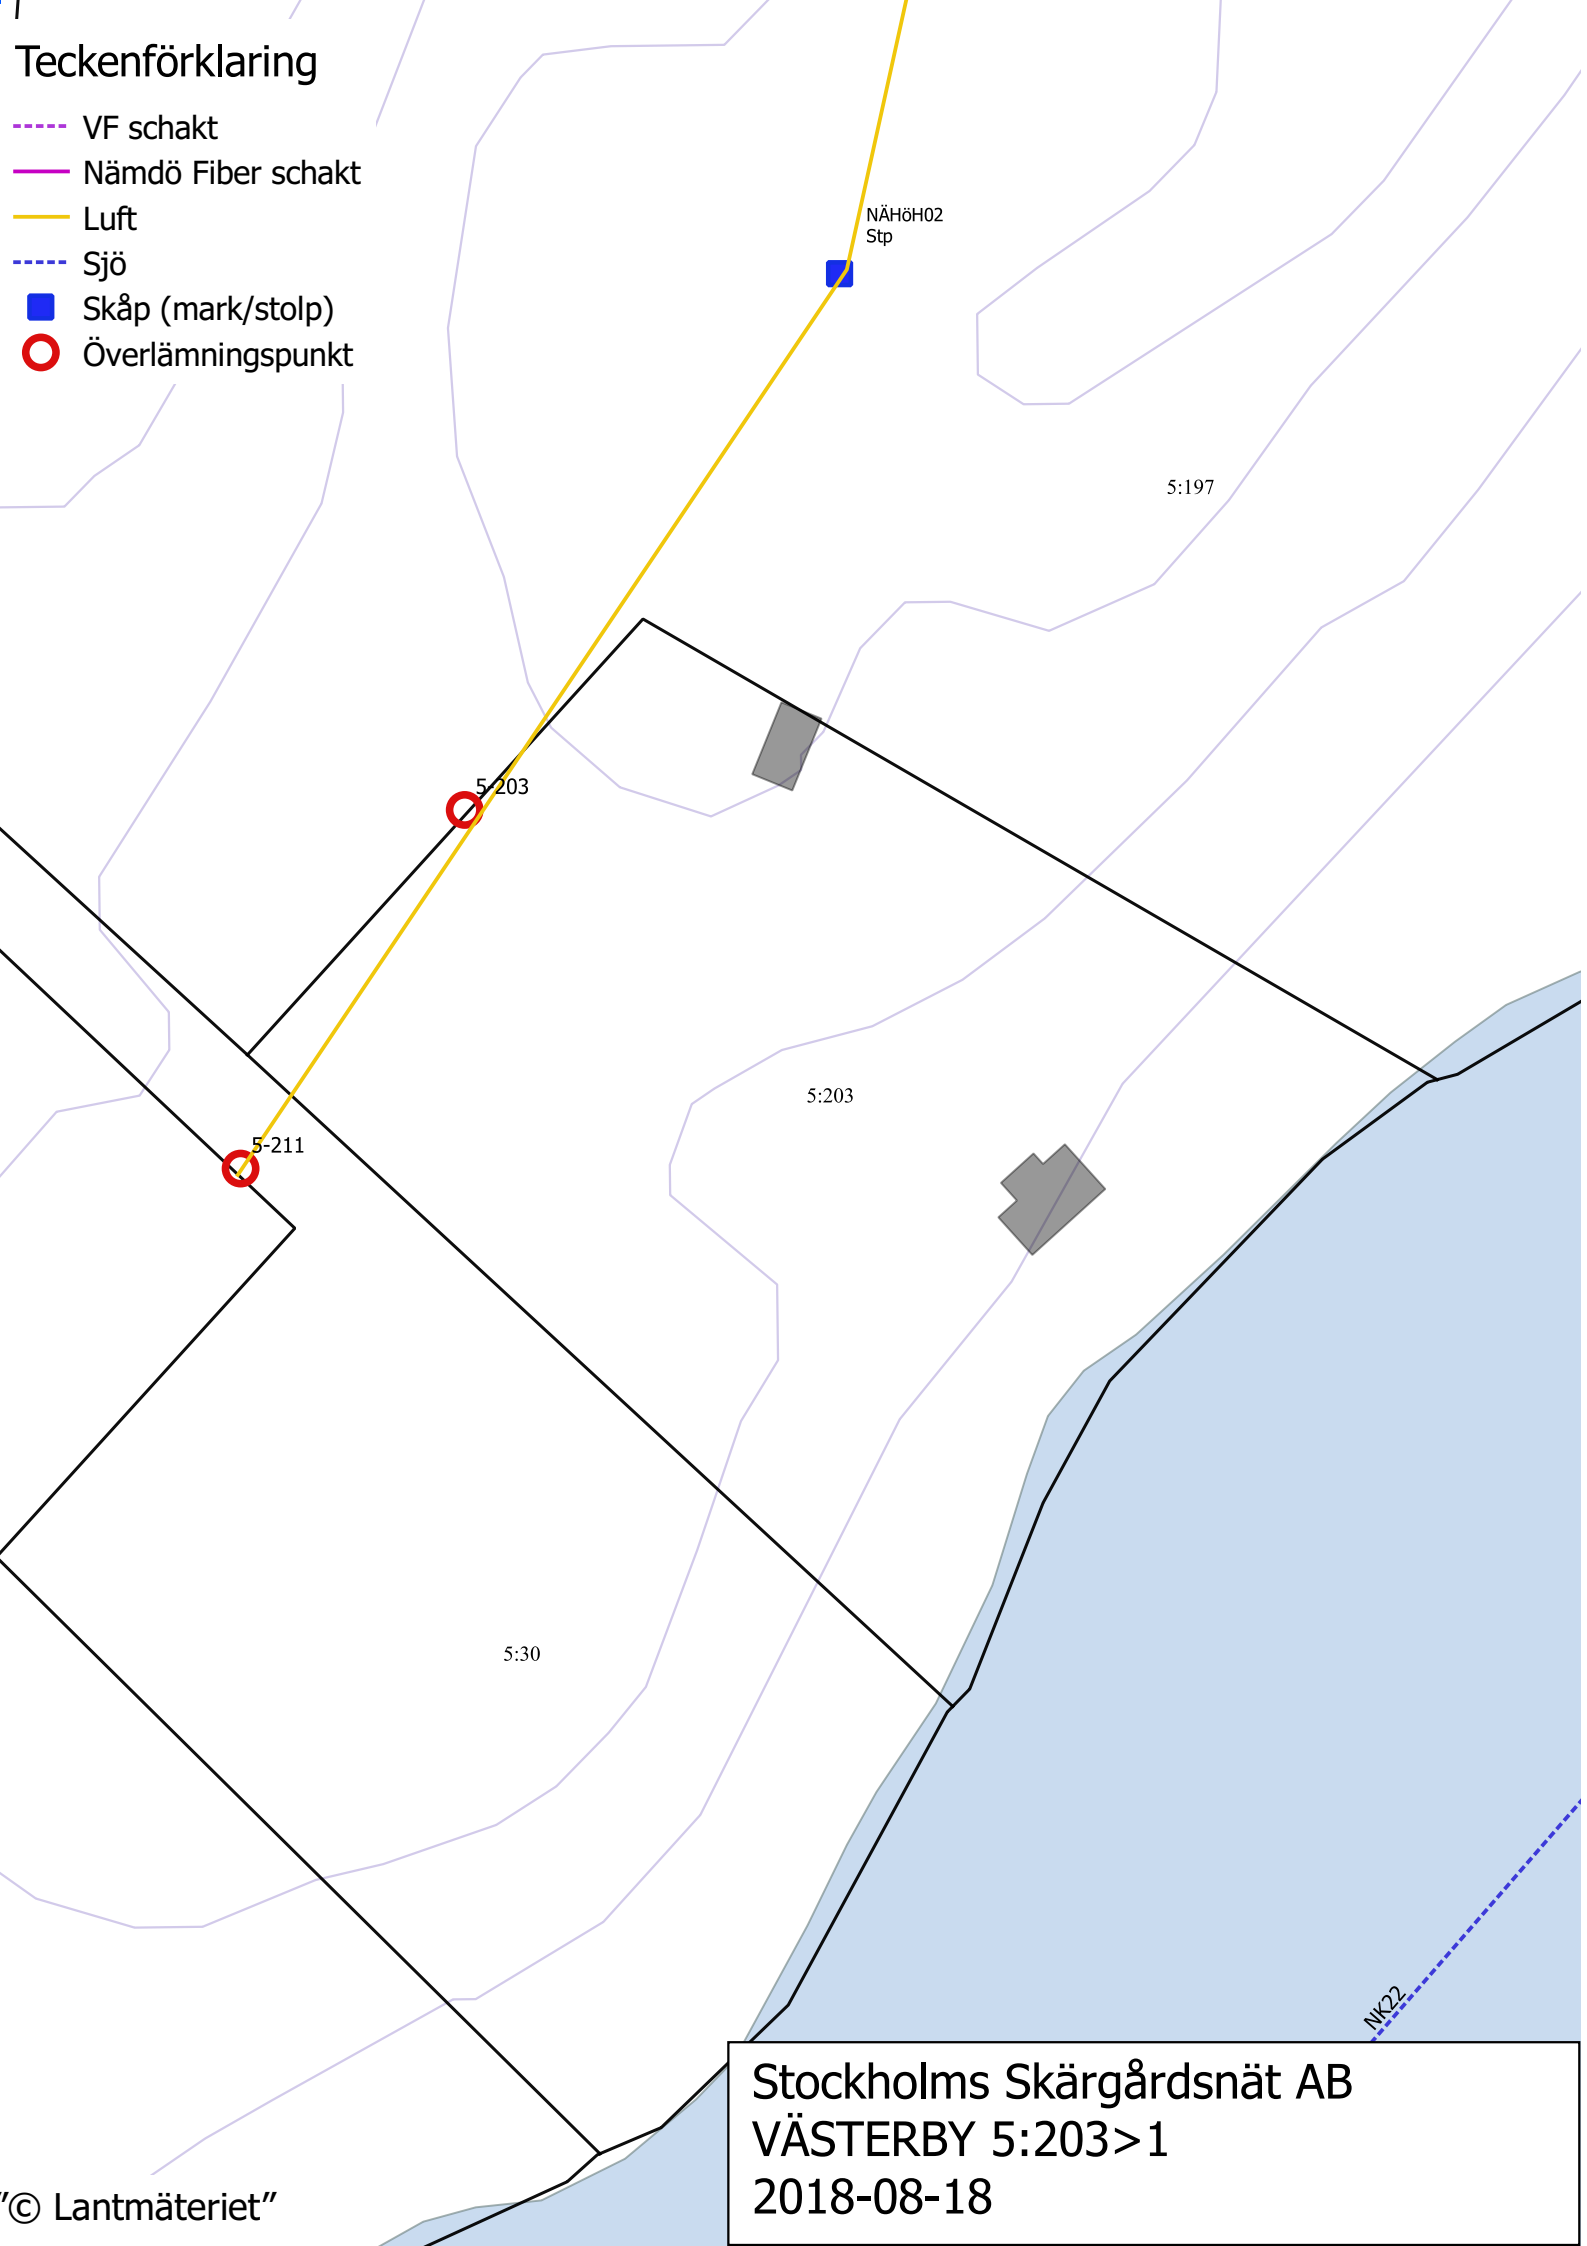 Teckenförklaring
VF schakt
Nämdö Fiber schakt
Luft
Sjö
Skåp (mark/stolp)
Överlämningspunkt
NÄHöH02
Stp
5:197
5-203
5:203
5-211
5:30
NK22
Stockholms Skärgårdsnät AB
VÄSTERBY 5:203>1
2018-08-18
"© Lantmäteriet"